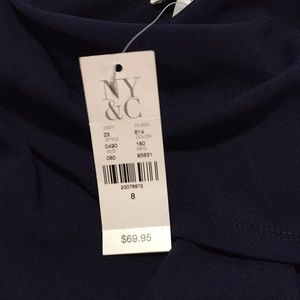 NY
&C
DEPT CLASS
23 814
STYLE COLOR
0490 180
SIZE MFG
080 95831
23076972
8
$69.95